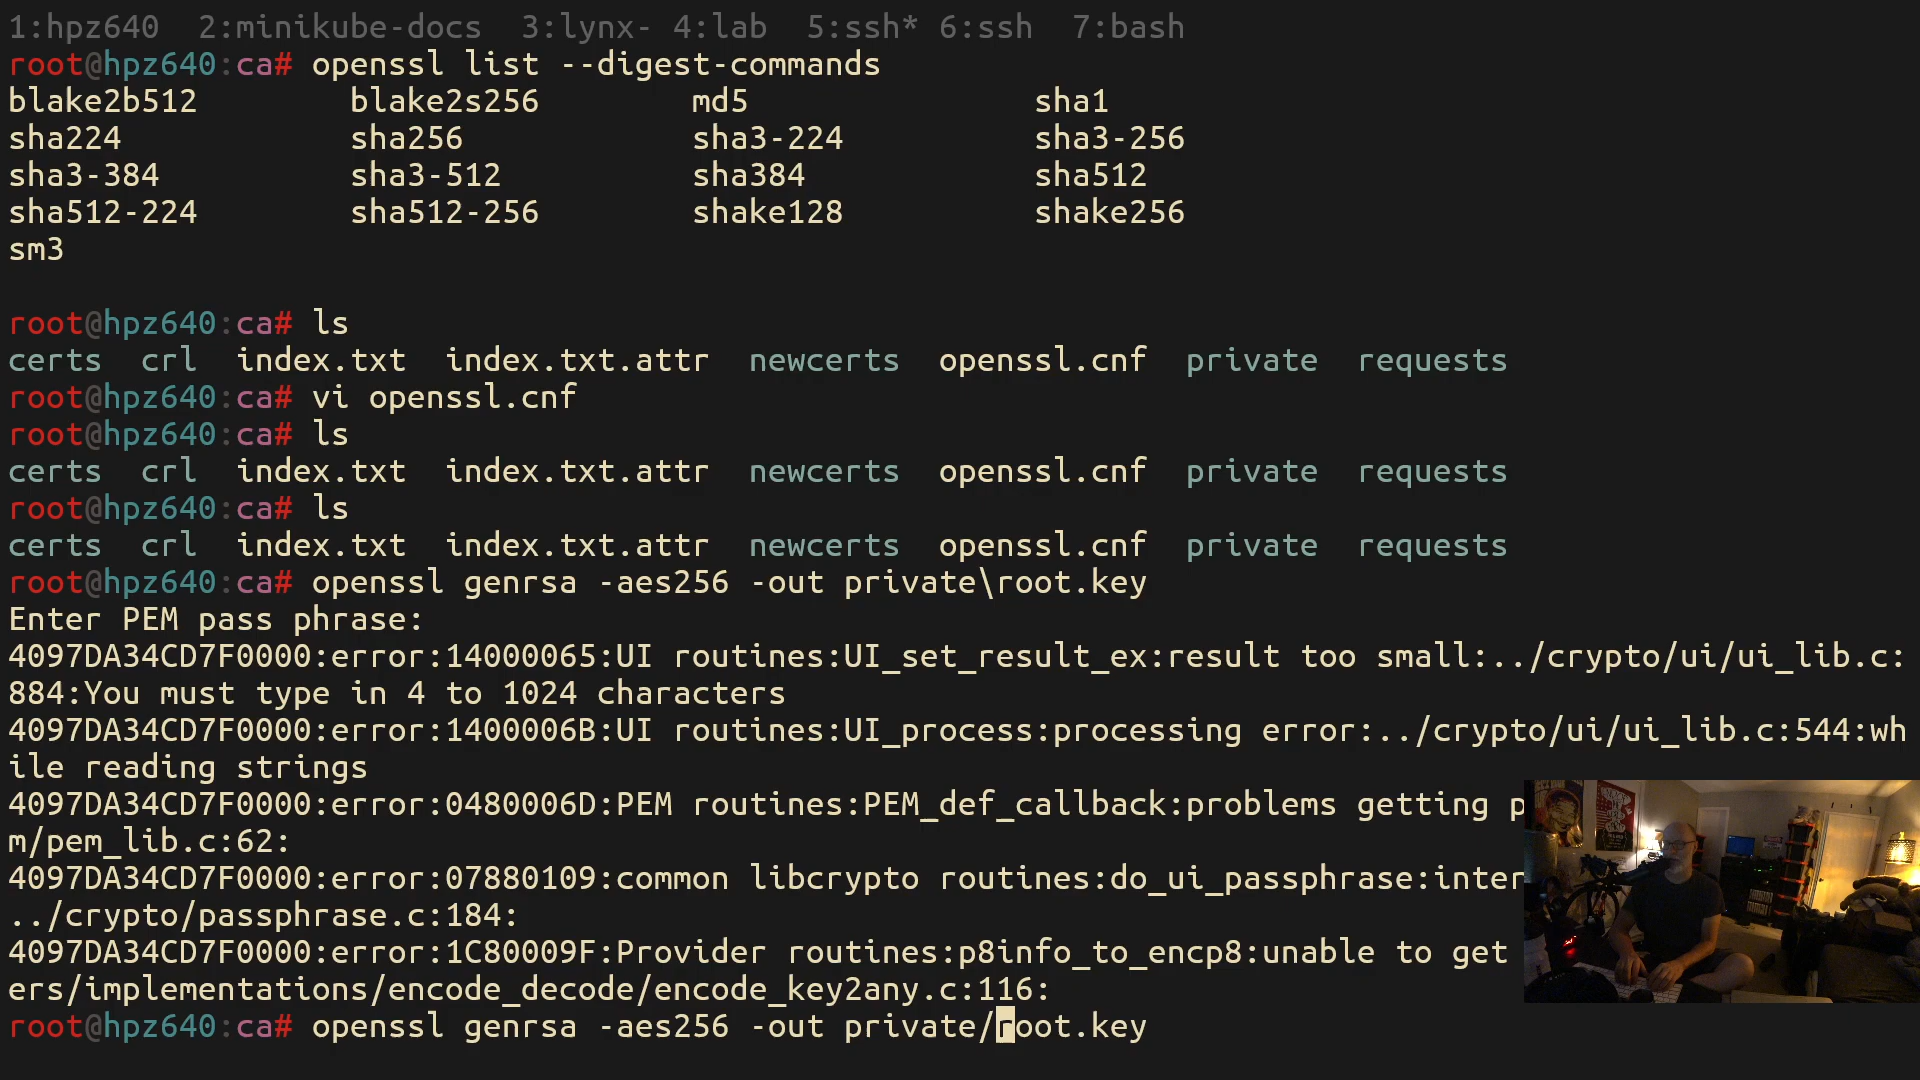 1:hpz640  2:minikube-docs  3:lynx- 4:lab  5:ssh* 6:ssh  7:bash
root@hpz640:ca# openssl list --digest-commands
blake2b512        blake2s256        md5               sha1
sha224            sha256            sha3-224          sha3-256
sha3-384          sha3-512          sha384            sha512
sha512-224        sha512-256        shake128          shake256
sm3
root@hpz640:ca# ls
certs  crl  index.txt  index.txt.attr  newcerts  openssl.cnf  private  requests
root@hpz640:ca# vi openssl.cnf
root@hpz640:ca# ls
certs  crl  index.txt  index.txt.attr  newcerts  openssl.cnf  private  requests
root@hpz640:ca# ls
certs  crl  index.txt  index.txt.attr  newcerts  openssl.cnf  private  requests
root@hpz640:ca# openssl genrsa -aes256 -out private\root.key
Enter PEM pass phrase:
4097DA34CD7F0000:error:14000065:UI routines:UI_set_result_ex:result too small:../crypto/ui/ui_lib.c:
884:You must type in 4 to 1024 characters
4097DA34CD7F0000:error:1400006B:UI routines:UI_process:processing error:../crypto/ui/ui_lib.c:544:wh
ile reading strings
4097DA34CD7F0000:error:0480006D:PEM routines:PEM_def_callback:problems getting p
m/pem_lib.c:62:
4097DA34CD7F0000:error:07880109:common libcrypto routines:do_ui_passphrase:inter
../crypto/passphrase.c:184:
4097DA34CD7F0000:error:1C80009F:Provider routines:p8info_to_encp8:unable to get
ers/implementations/encode_decode/encode_key2any.c:116:
root@hpz640:ca# openssl genrsa -aes256 -out private/root.key